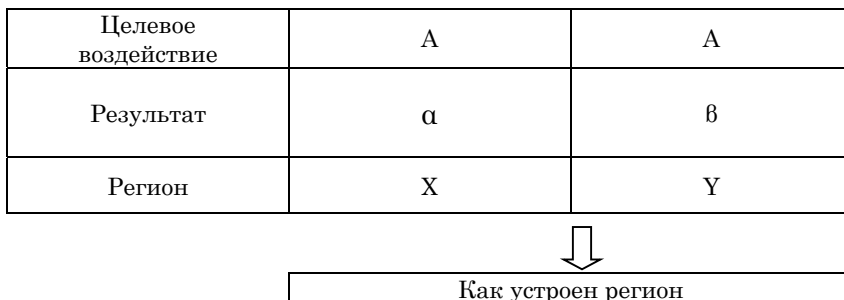 Целевое
воздействие
A
A
Результат
α
β
Регион
X
Y
Как устроен регион